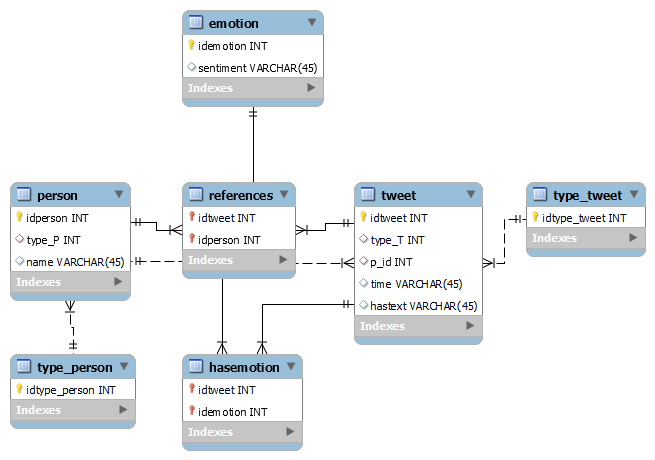 emotion
idemotion INT
sentiment VARCHAR(45)
Indexes
person
idperson INT
type_P INT
name VARCHAR(45)
Indexes
references
idtweet INT
idperson INT
Indexes
tweet
idtweet INT
type_T INT
p_id INT
time VARCHAR(45)
hastext VARCHAR(45)
Indexes
type_tweet
idtype_tweet INT
Indexes
type_person
idtype_person INT
Indexes
hasemotion
idtweet INT
idemotion INT
Indexes